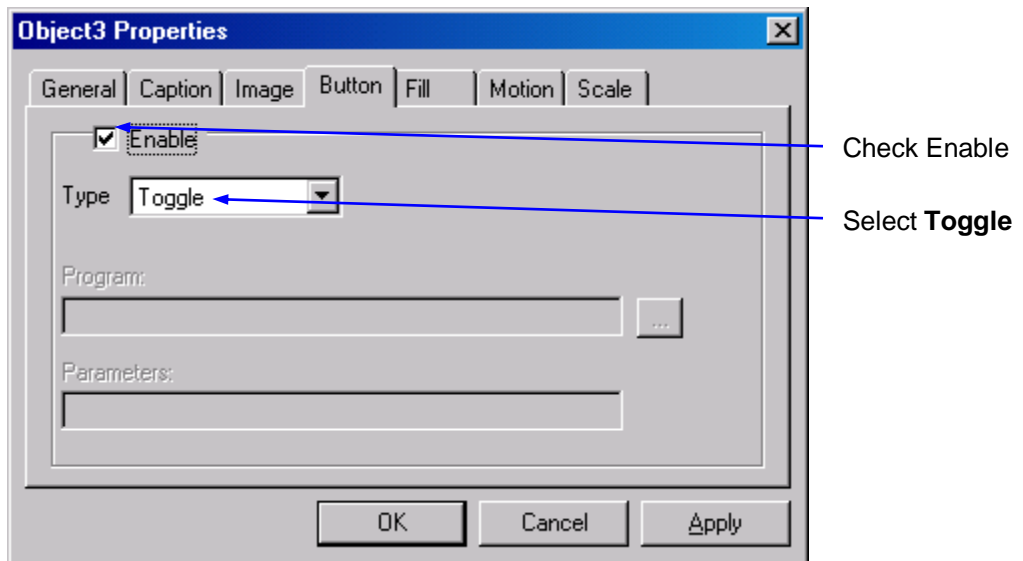 Object3 Properties
General Caption Image Button Fill Motion Scale
Enable
Check Enable
Type Toggle
Select Toggle
Program:
...
Parameters:
OK Cancel Apply